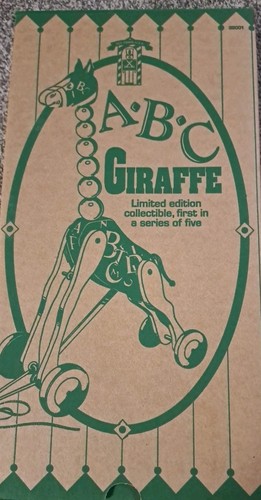 A·B·C
GIRAFFE
Limited edition
collectible, first in
a series of five